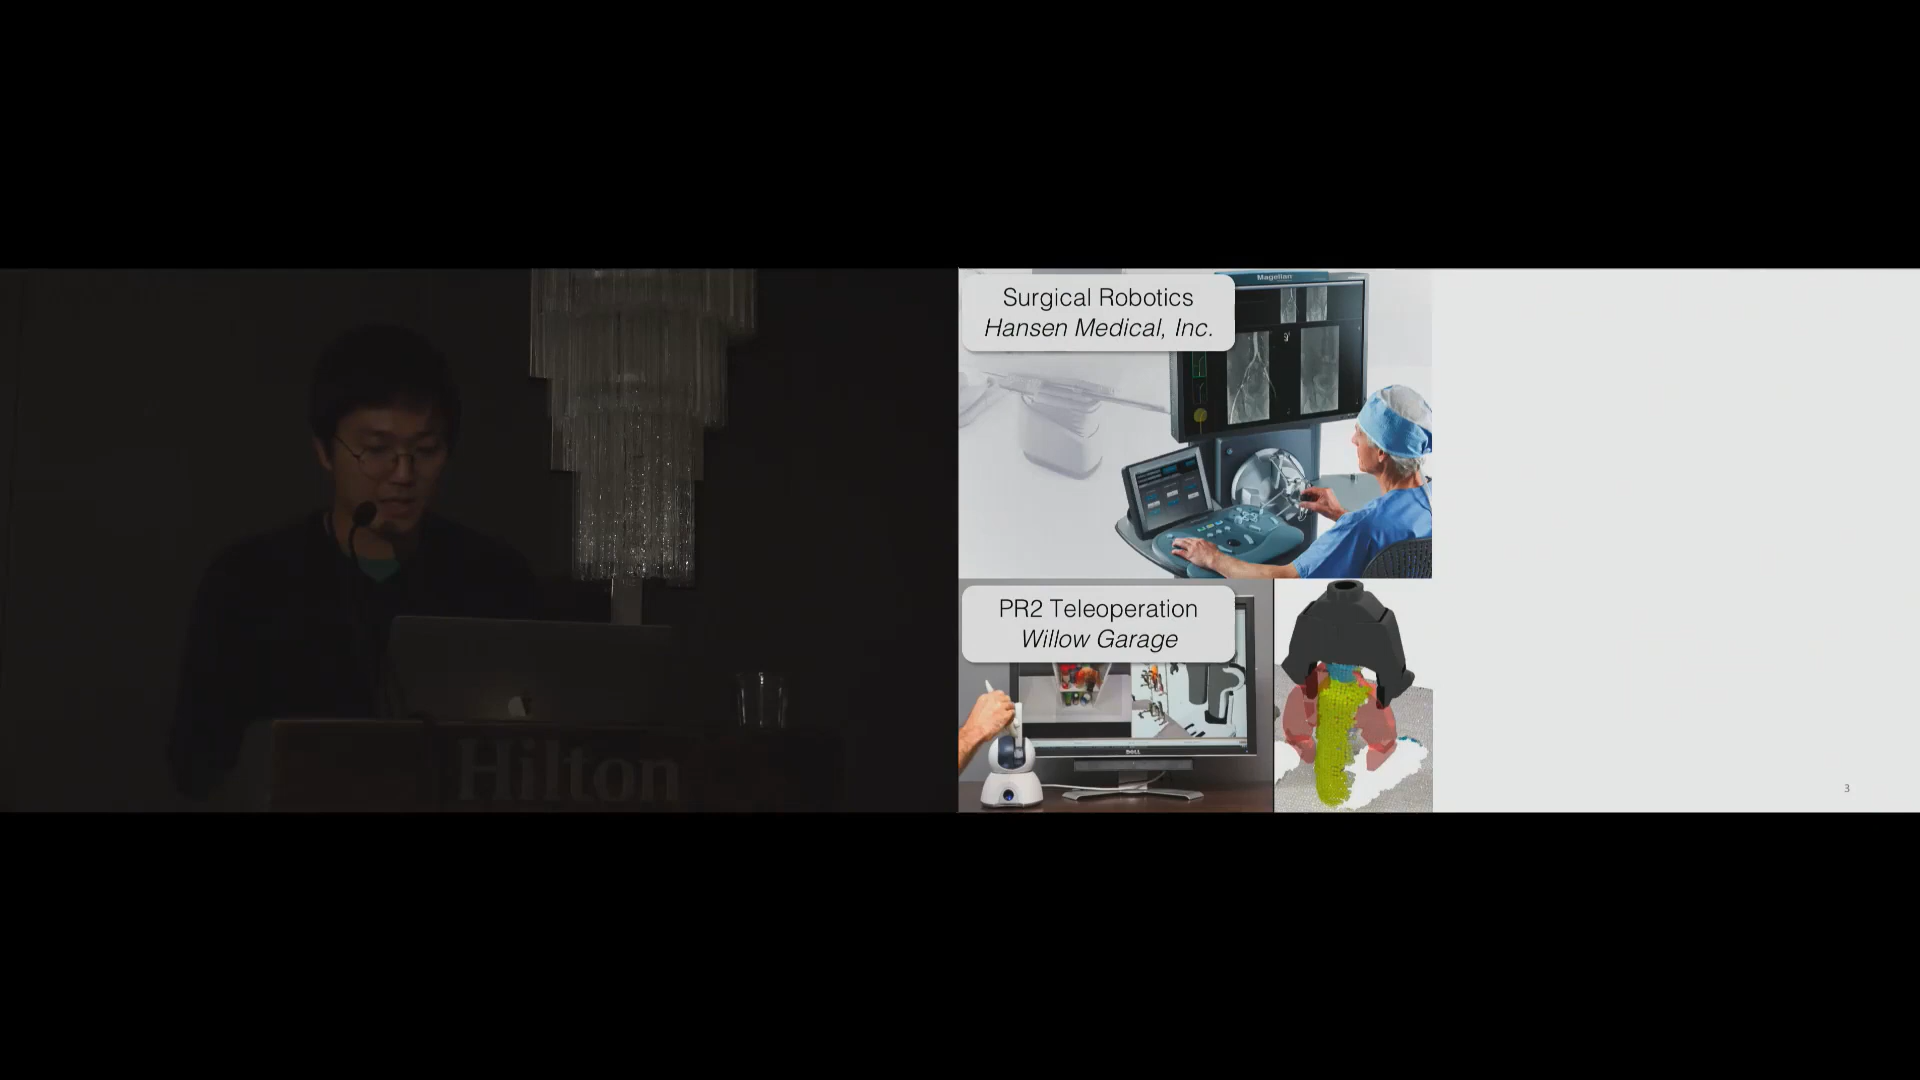 Magellan
Surgical Robotics
Hansen Medical, Inc.
PR2 Teleoperation
Willow Garage
DELL
Hilton
3